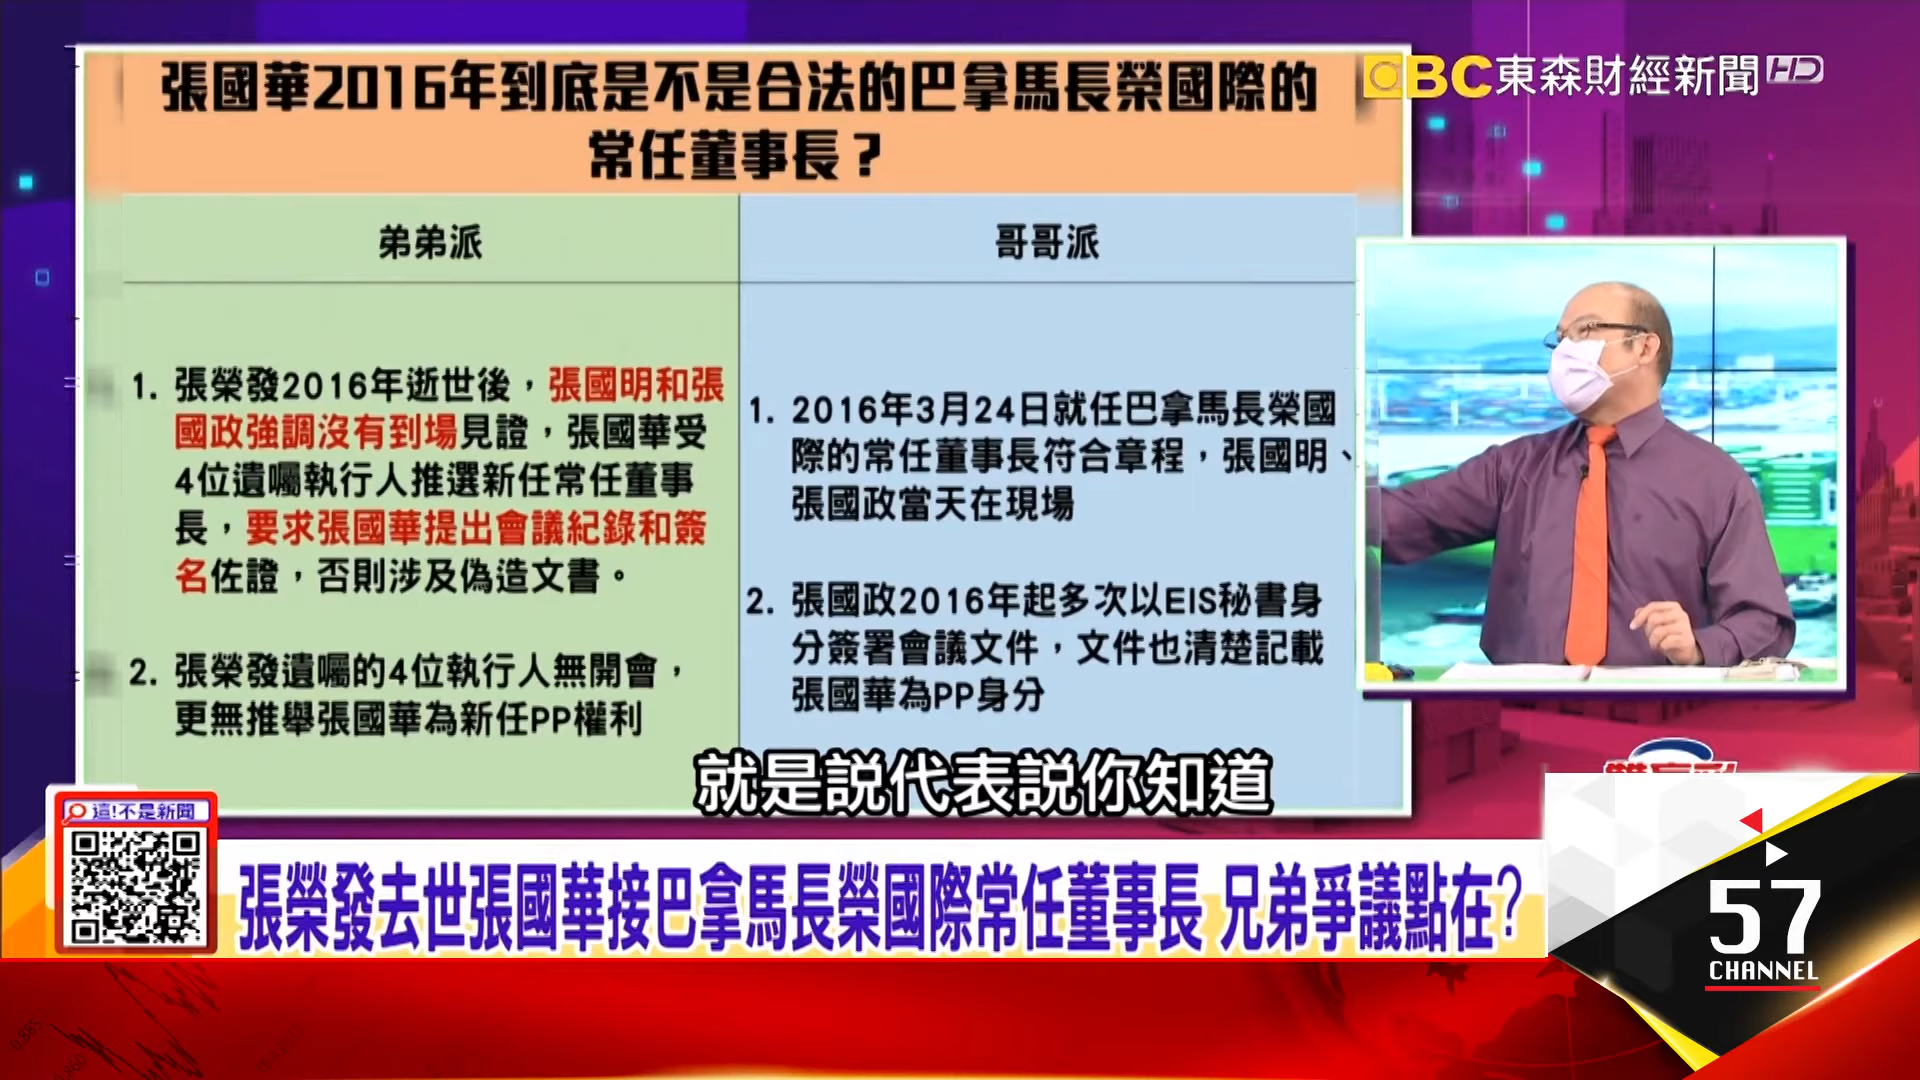 張國華2016年到底是不是合法的巴拿馬長榮國際的
常任董事長？
EBC東森財經新聞HD
弟弟派
哥哥派
1. 張榮發2016年逝世後，張國明和張
國政強調沒有到場見證，張國華受
4位遺囑執行人推選新任常任董事
長，要求張國華提出會議紀錄和簽
名佐證，否則涉及偽造文書。
2. 張榮發遺囑的4位執行人無開會，
更無推舉張國華為新任PP權利
1. 2016年3月24日就任巴拿馬長榮國
際的常任董事長符合章程，張國明、
張國政當天在現場
2. 張國政2016年起多次以EIS秘書身
分簽署會議文件，文件也清楚記載
張國華為PP身分
就是説代表説你知道
這!不是新聞
張榮發去世張國華接巴拿馬長榮國際常任董事長 兄弟爭議點在?
57
CHANNEL